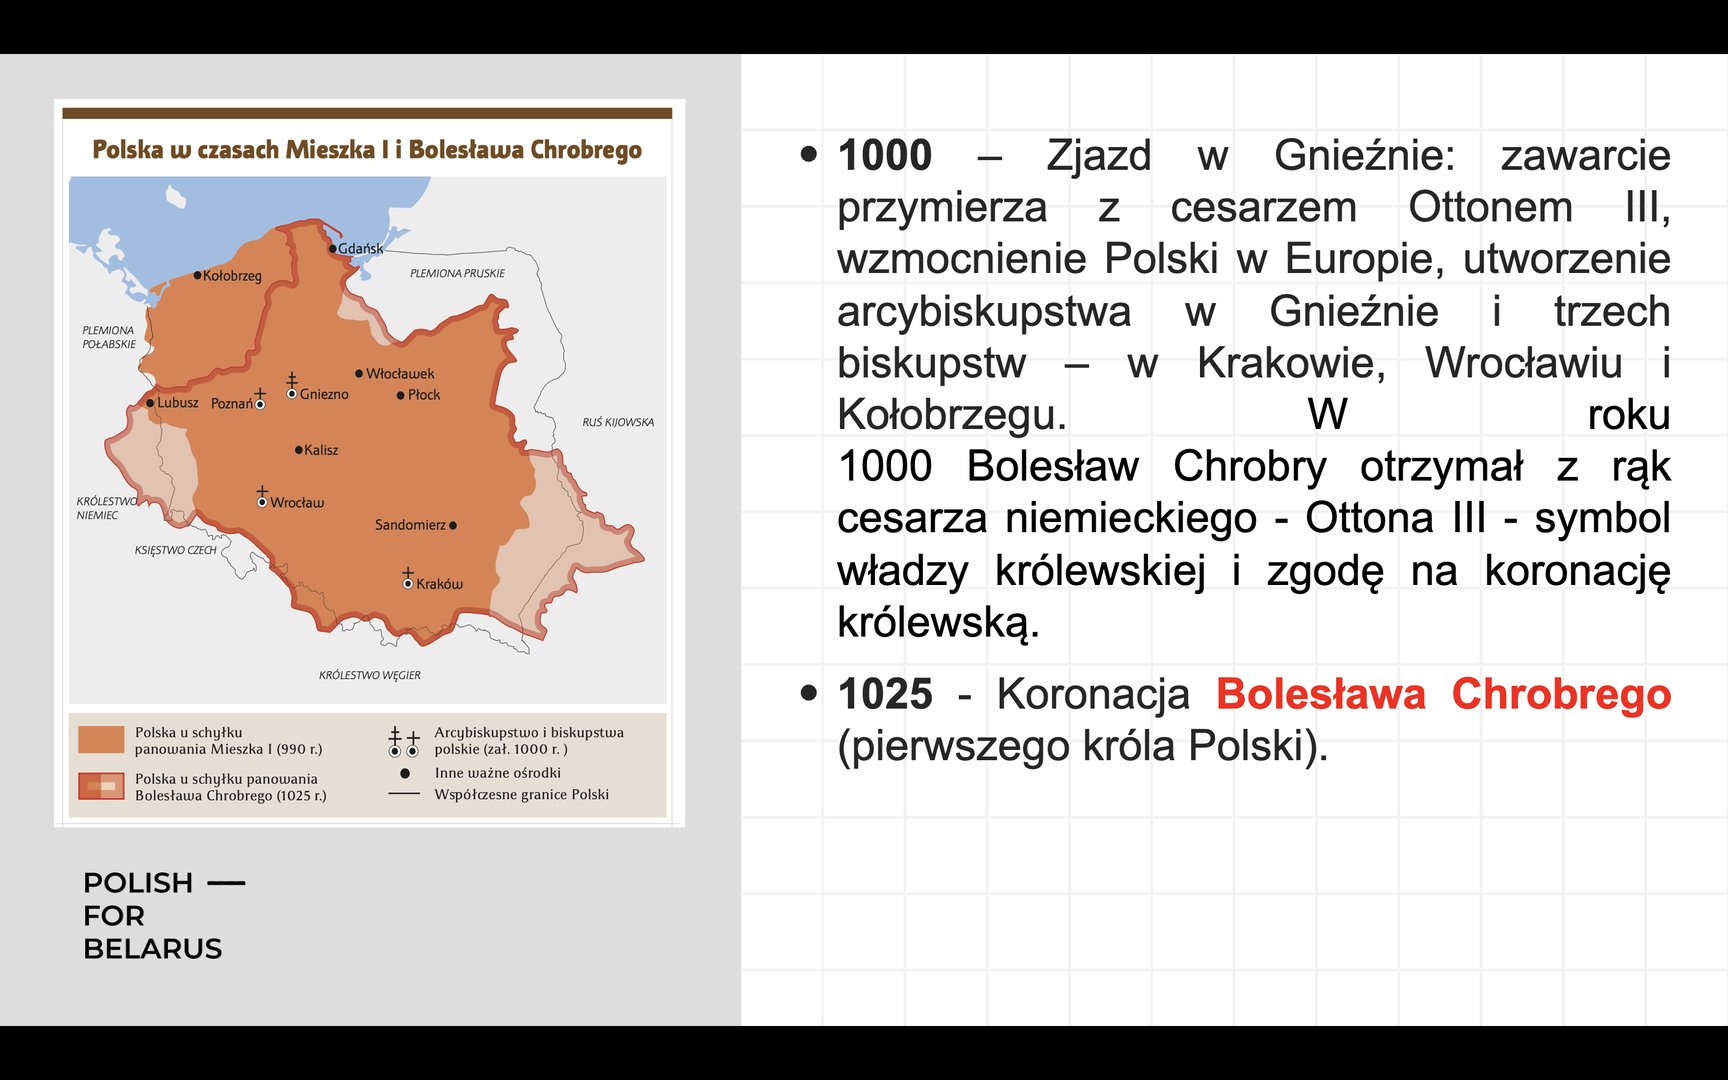 Polska w czasach Mieszka I i Bolesława Chrobrego
Gdańsk
Kołobrzeg
PLEMIONA PRUSKIE
PLEMIONA
POŁABSKIE
Włocławek
Gniezno
Płock
Lubusz
Poznań
RUŚ KIJOWSKA
Kalisz
KRÓLESTWO
NIEMIEC
Wrocław
Sandomierz
KSIĘSTWO CZECH
Kraków
KRÓLESTWO WĘGIER
Polska u schyłku
panowania Mieszka I (990 r.)
Polska u schyłku panowania
Bolesława Chrobrego (1025 r.)
Arcybiskupstwo i biskupstwa
polskie (zał. 1000 r. )
Inne ważne ośrodki
Współczesne granice Polski
POLISH —
FOR
BELARUS
• 1000 – Zjazd w Gnieźnie: zawarcie
przymierza z cesarzem Ottonem III,
wzmocnienie Polski w Europie, utworzenie
arcybiskupstwa w Gnieźnie i trzech
biskupstw – w Krakowie, Wrocławiu i
Kołobrzegu. W roku
1000 Bolesław Chrobry otrzymał z rąk
cesarza niemieckiego - Ottona III - symbol
władzy królewskiej i zgodę na koronację
królewską.
• 1025 - Koronacja Bolesława Chrobrego
(pierwszego króla Polski).